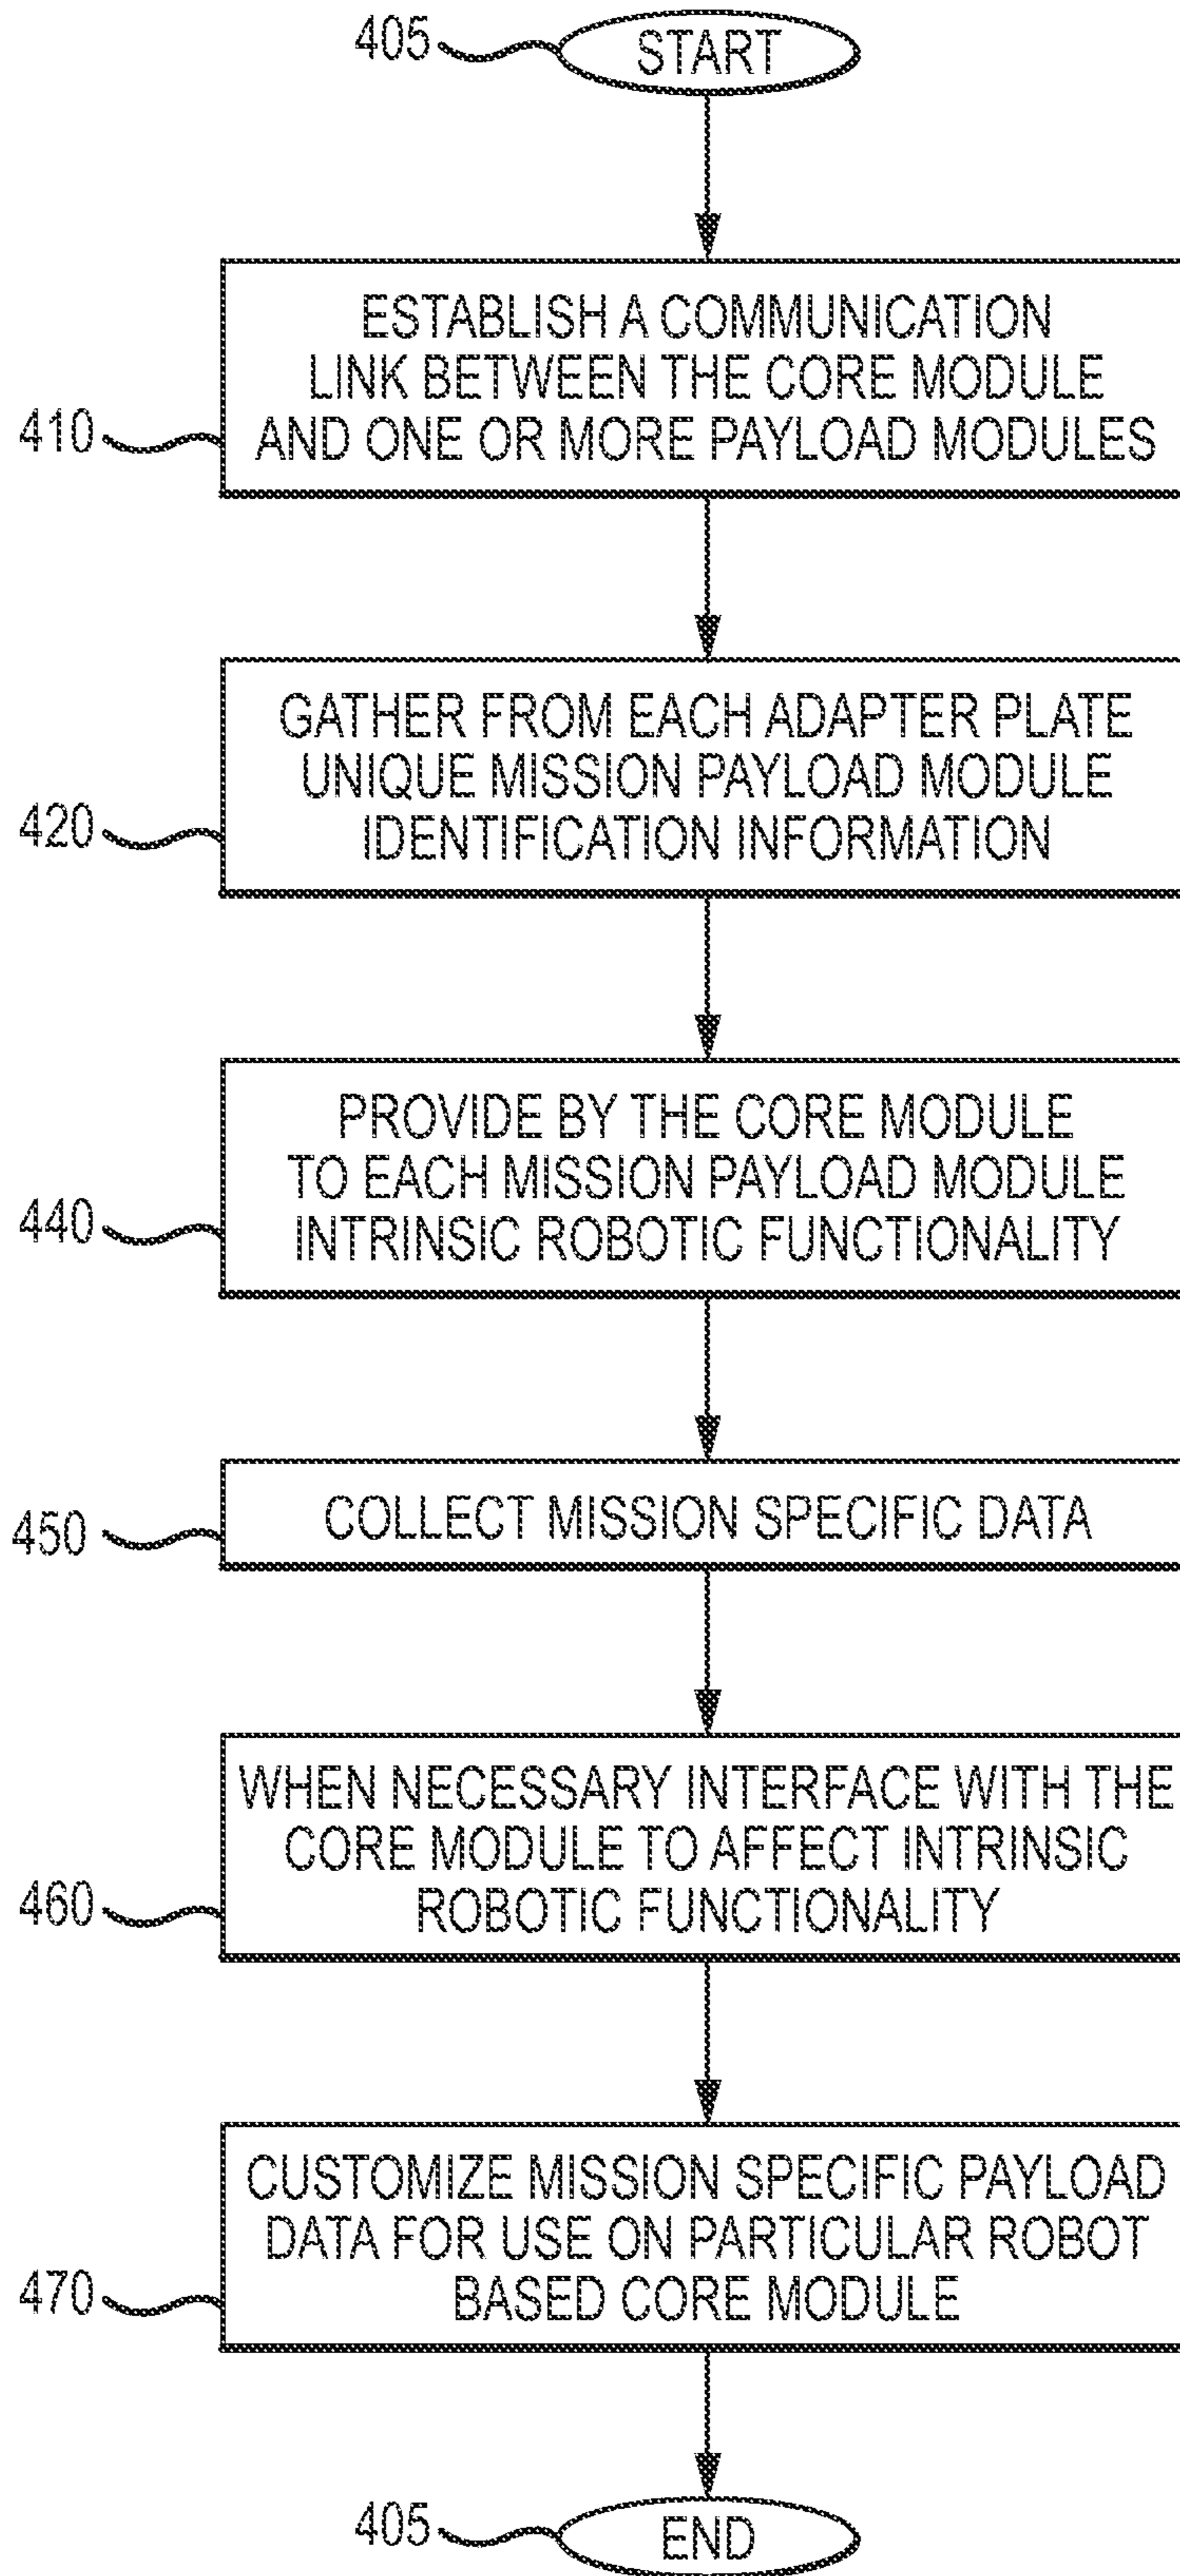 405
START
ESTABLISH A COMMUNICATION
LINK BETWEEN THE CORE MODULE
410
AND ONE OR MORE PAYLOAD MODULES
GATHER FROM EACH ADAPTER PLATE
UNIQUE MISSION PAYLOAD MODULE
420
IDENTIFICATION INFORMATION
PROVIDE BY THE CORE MODULE
TO EACH MISSION PAYLOAD MODULE
440
INTRINSIC ROBOTIC FUNCTIONALITY
450
COLLECT MISSION SPECIFIC DATA
WHEN NECESSARY INTERFACE WITH THE
CORE MODULE TO AFFECT INTRINSIC
460
ROBOTIC FUNCTIONALITY
CUSTOMIZE MISSION SPECIFIC PAYLOAD
DATA FOR USE ON PARTICULAR ROBOT
470
BASED CORE MODULE
405
END